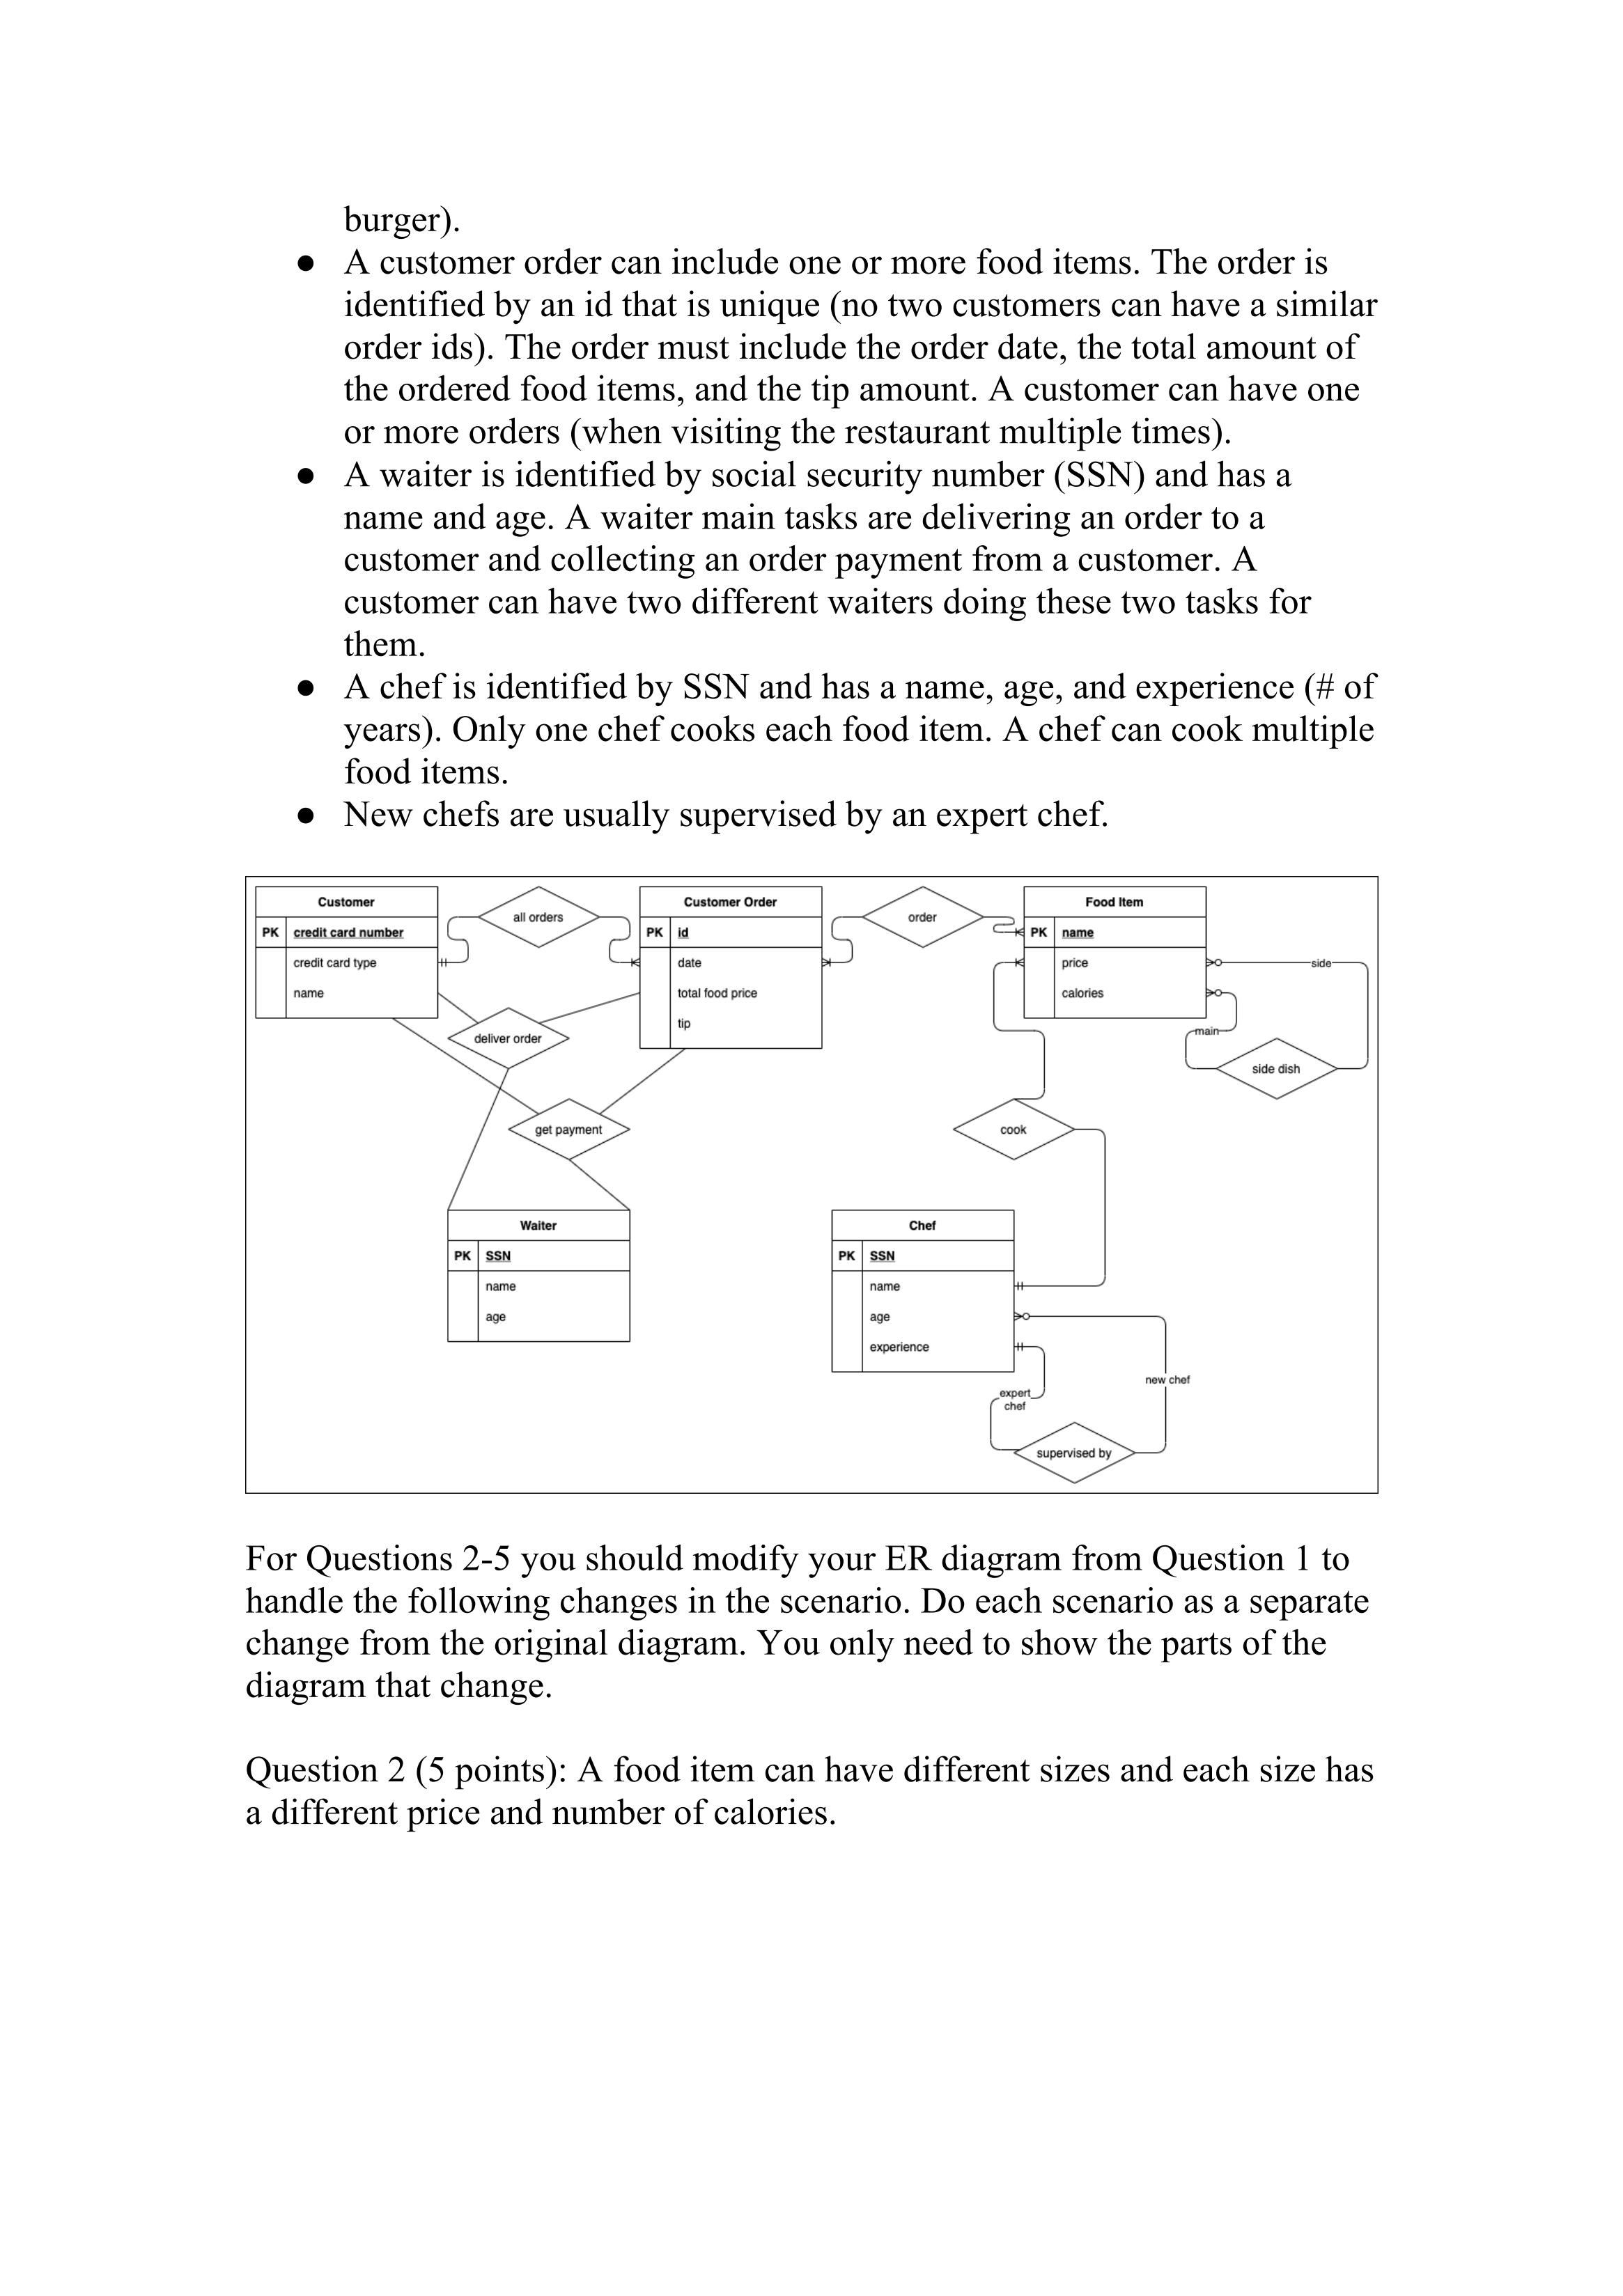 burger).
● A customer order can include one or more food items. The order is
identified by an id that is unique (no two customers can have a similar
order ids). The order must include the order date, the total amount of
the ordered food items, and the tip amount. A customer can have one
or more orders (when visiting the restaurant multiple times).
● A waiter is identified by social security number (SSN) and has a
name and age. A waiter main tasks are delivering an order to a
customer and collecting an order payment from a customer. A
customer can have two different waiters doing these two tasks for
them.
● A chef is identified by SSN and has a name, age, and experience (# of
years). Only one chef cooks each food item. A chef can cook multiple
food items.
● New chefs are usually supervised by an expert chef.
Customer
PK credit card number
credit card type
name
all orders
Customer Order
PK id
date
total food price
tip
order
Food Item
PK name
price
calories
side
main
side dish
deliver order
get payment
cook
Waiter
PK SSN
name
age
Chef
PK SSN
name
age
experience
new chef
expert
chef
supervised by
For Questions 2-5 you should modify your ER diagram from Question 1 to
handle the following changes in the scenario. Do each scenario as a separate
change from the original diagram. You only need to show the parts of the
diagram that change.
Question 2 (5 points): A food item can have different sizes and each size has
a different price and number of calories.